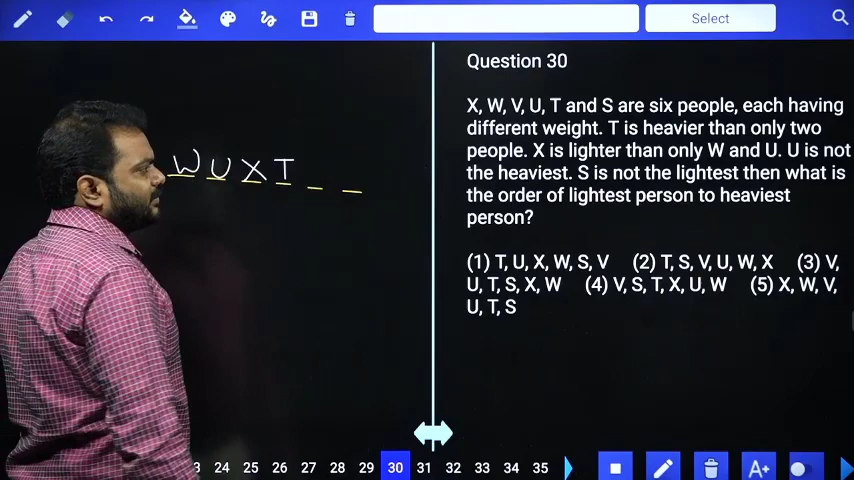 Select
Question 30
X, W, V, U, T and S are six people, each having
different weight. T is heavier than only two
people. X is lighter than only W and U. U is not
the heaviest. S is not the lightest then what is
the order of lightest person to heaviest
person?
(1) T, U, X, W, S, V (2) T, S, V, U, W, X (3) V,
U, T, S, X, W (4) V, S, T, X, U, W (5) X, W, V,
U, T, S
W U X T _ _
3 24 25 26 27 28 29 30 31 32 33 34 35
A+